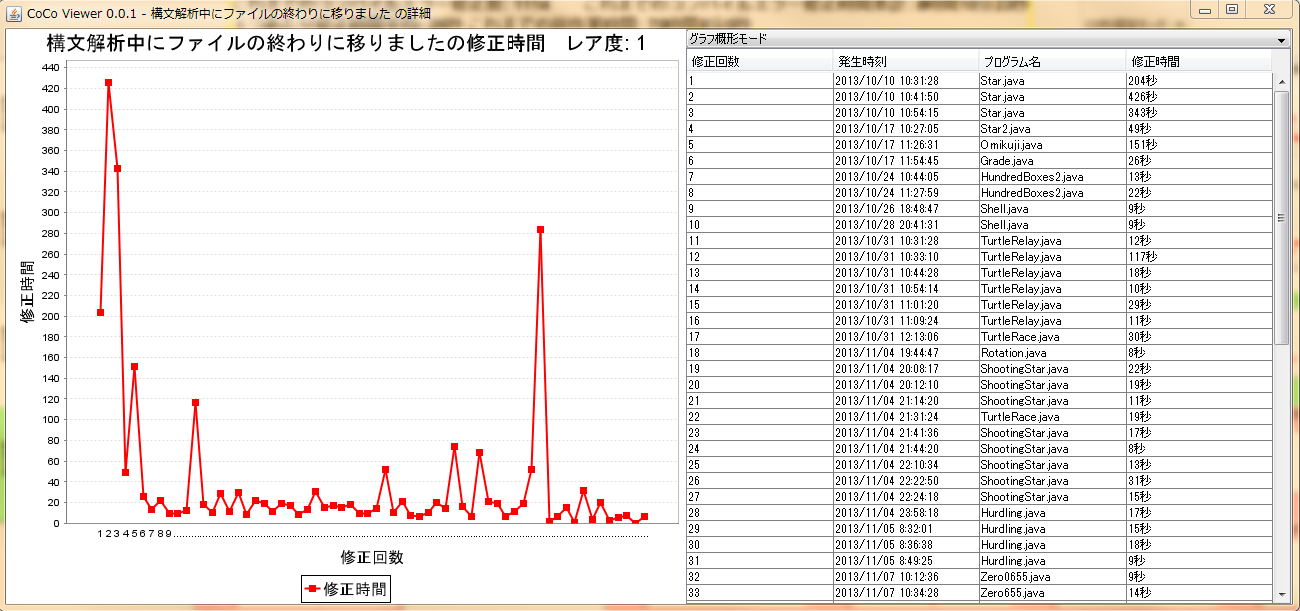 CoCo Viewer 0.0.1 - 構文解析中にファイルの終わりに移りました の詳細
構文解析中にファイルの終わりに移りましたの修正時間 レア度: 1
440
420
400
380
360
340
320
300
280
260
240
220
200
180
160
140
120
100
80
60
40
20
0
修正時間
1 2 3 4 5 6 7 8 9
修正回数
修正時間
グラフ概形モード
修正回数 発生時刻 プログラム名 修正時間
1 2013/10/10 10:31:28 Star.java 204秒
2 2013/10/10 10:41:50 Star.java 426秒
3 2013/10/10 10:54:15 Star.java 343秒
4 2013/10/17 10:27:05 Star2.java 49秒
5 2013/10/17 11:26:31 Omikuji.java 151秒
6 2013/10/17 11:54:45 Grade.java 26秒
7 2013/10/24 10:44:05 HundredBoxes2.java 13秒
8 2013/10/24 11:27:59 HundredBoxes2.java 22秒
9 2013/10/26 18:48:47 Shell.java 9秒
10 2013/10/28 20:41:31 Shell.java 9秒
11 2013/10/31 10:31:28 TurtleRelay.java 12秒
12 2013/10/31 10:33:10 TurtleRelay.java 117秒
13 2013/10/31 10:44:28 TurtleRelay.java 18秒
14 2013/10/31 10:54:14 TurtleRelay.java 10秒
15 2013/10/31 11:01:20 TurtleRelay.java 29秒
16 2013/10/31 11:09:24 TurtleRelay.java 11秒
17 2013/10/31 12:13:06 TurtleRace.java 30秒
18 2013/11/04 19:44:47 Rotation.java 8秒
19 2013/11/04 20:08:17 ShootingStar.java 22秒
20 2013/11/04 20:12:10 ShootingStar.java 19秒
21 2013/11/04 21:14:20 ShootingStar.java 11秒
22 2013/11/04 21:31:24 TurtleRace.java 19秒
23 2013/11/04 21:41:36 ShootingStar.java 17秒
24 2013/11/04 21:44:20 ShootingStar.java 8秒
25 2013/11/04 22:10:34 ShootingStar.java 13秒
26 2013/11/04 22:22:50 ShootingStar.java 31秒
27 2013/11/04 22:24:18 ShootingStar.java 15秒
28 2013/11/04 23:58:18 Hurdling.java 17秒
29 2013/11/05 8:32:01 Hurdling.java 15秒
30 2013/11/05 8:36:38 Hurdling.java 18秒
31 2013/11/05 8:49:25 Hurdling.java 9秒
32 2013/11/07 10:12:36 Zero0655.java 9秒
33 2013/11/07 10:34:28 Zero655.java 14秒